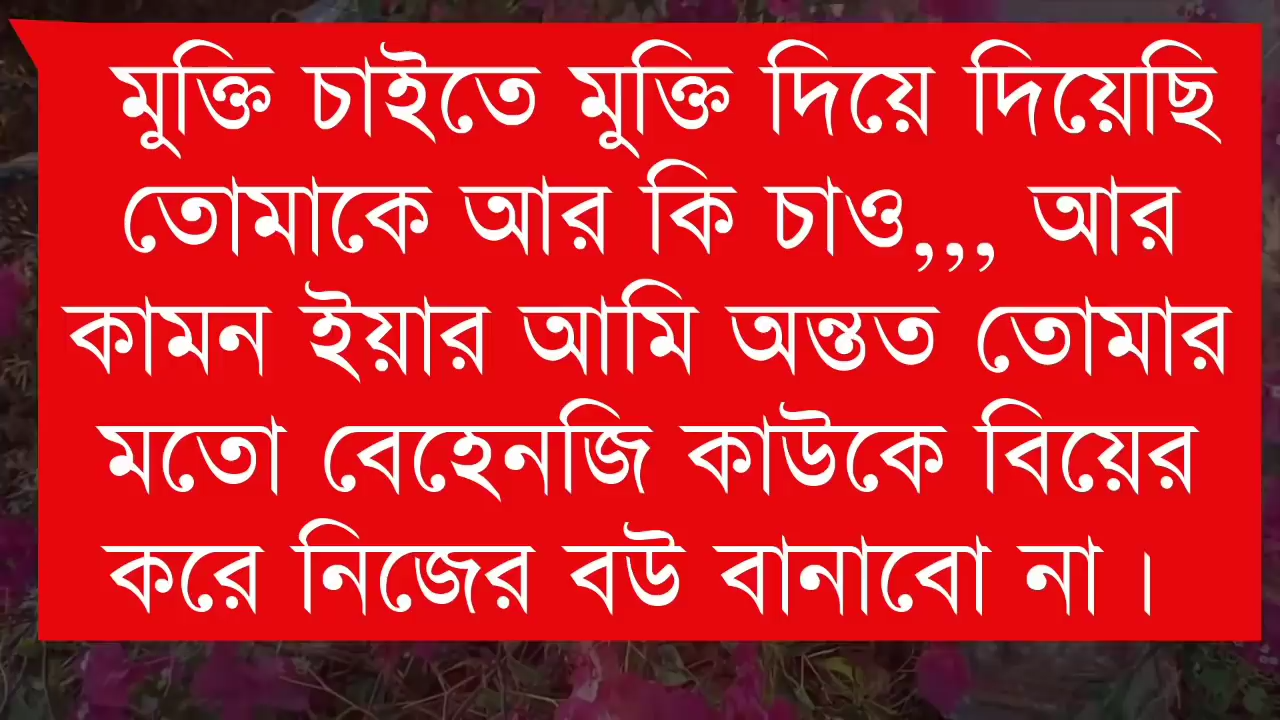 মুক্তি চাইতে মুক্তি দিয়ে দিয়েছি
তোমাকে আর কি চাও,,, আর
কামন ইয়ার আমি অন্তত তোমার
মতো বেহেনজি কাউকে বিয়ের
করে নিজের বউ বানাবো না।